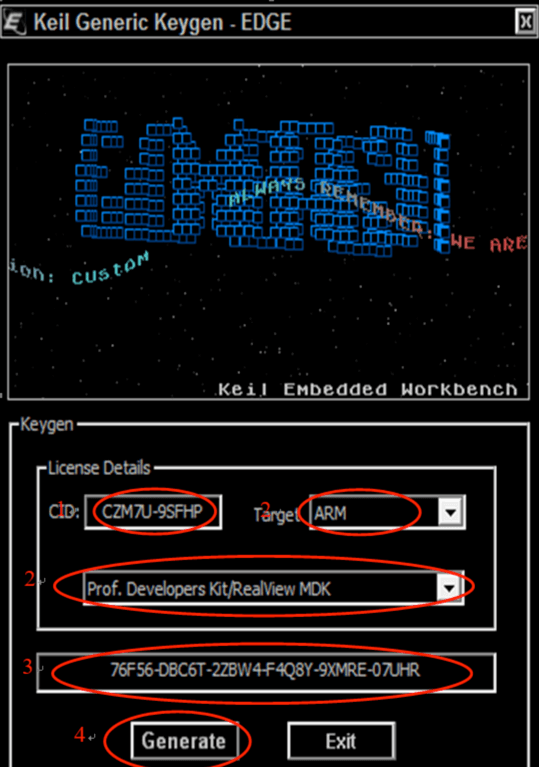 Keil Generic Keygen - EDGE
ALWAYS REMEMBER: WE ARE
ion: CUSTOM
Keil Embedded Workbench
Keygen
License Details
1 CID: CZM7U-9SFHP 2 Target ARM
2 Prof. Developers Kit/RealView MDK
3 76F56-DBC6T-2ZBW4-F4Q8Y-9XMRE-07UHR
4 Generate Exit